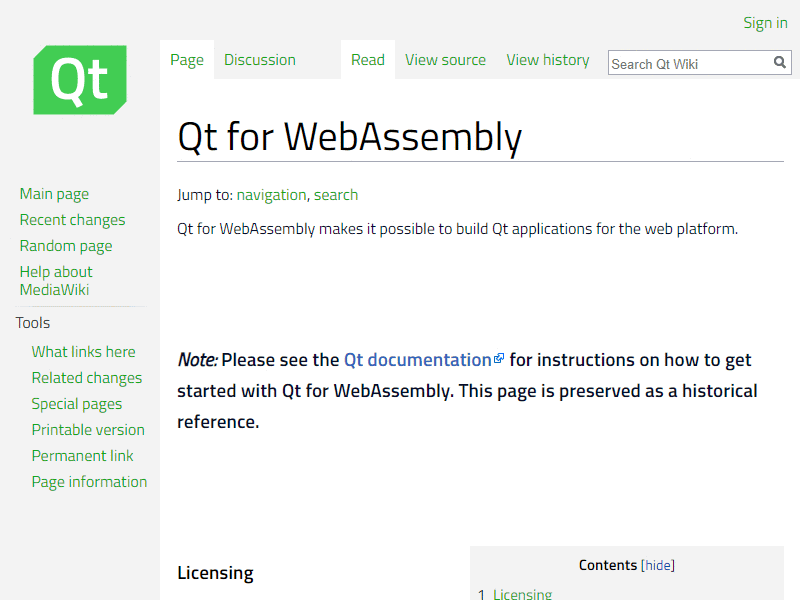 Sign in
Qt
Page Discussion Read View source View history Search Qt Wiki
Qt for WebAssembly
Jump to: navigation, search
Qt for WebAssembly makes it possible to build Qt applications for the web platform.
Main page
Recent changes
Random page
Help about
MediaWiki
Tools
What links here
Related changes
Special pages
Printable version
Permanent link
Page information
Note: Please see the Qt documentation for instructions on how to get
started with Qt for WebAssembly. This page is preserved as a historical
reference.
Licensing
Contents [hide]
1 Licensing